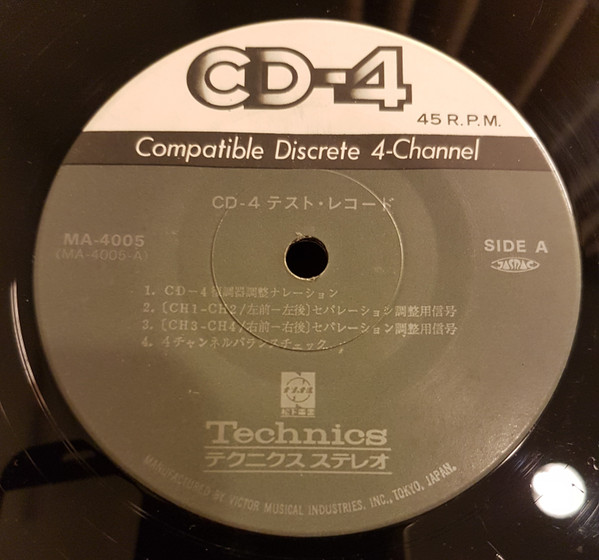 CD-4
45 R.P.M.
Compatible Discrete 4-Channel
CD-4 テスト・レコード
MA-4005
(MA-4005-A)
SIDE A
JASRAC
1. CD-4復調器調整ナレーション
2. 〔CH1-CH2/左前-左後〕セパレーション調整用信号
3. 〔CH3-CH4/右前-右後〕セパレーション調整用信号
4. 4チャンネルバランスチェック
Technics
テクニクス ステレオ
MANUFACTURED BY VICTOR MUSICAL INDUSTRIES, INC., TOKYO, JAPAN.